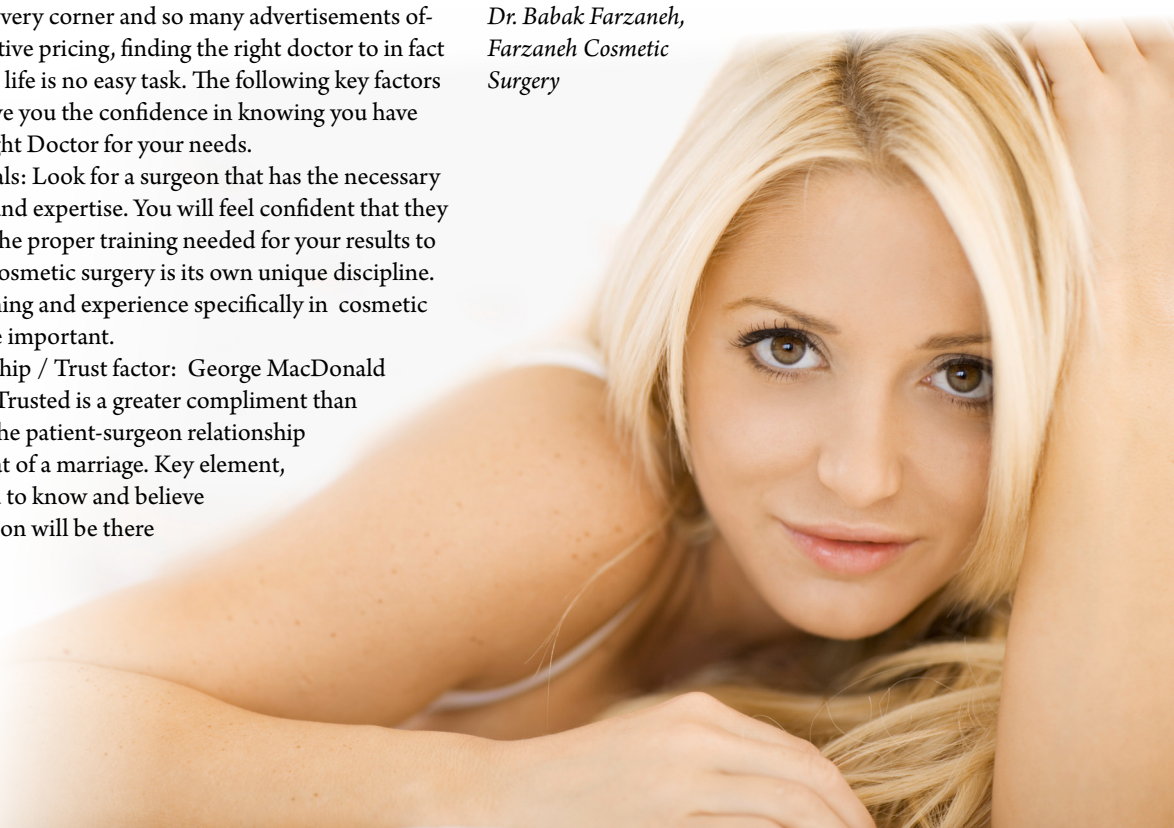 very corner and so many advertisements of-
tive pricing, finding the right doctor to in fact
life is no easy task. The following key factors
ve you the confidence in knowing you have
ht Doctor for your needs.
als: Look for a surgeon that has the necessary
nd expertise. You will feel confident that they
he proper training needed for your results to
osmetic surgery is its own unique discipline.
ning and experience specifically in  cosmetic
e important.
hip / Trust factor:  George MacDonald
Trusted is a greater compliment than
he patient-surgeon relationship
at of a marriage. Key element,
to know and believe
on will be there
Dr. Babak Farzaneh,
Farzaneh Cosmetic
Surgery